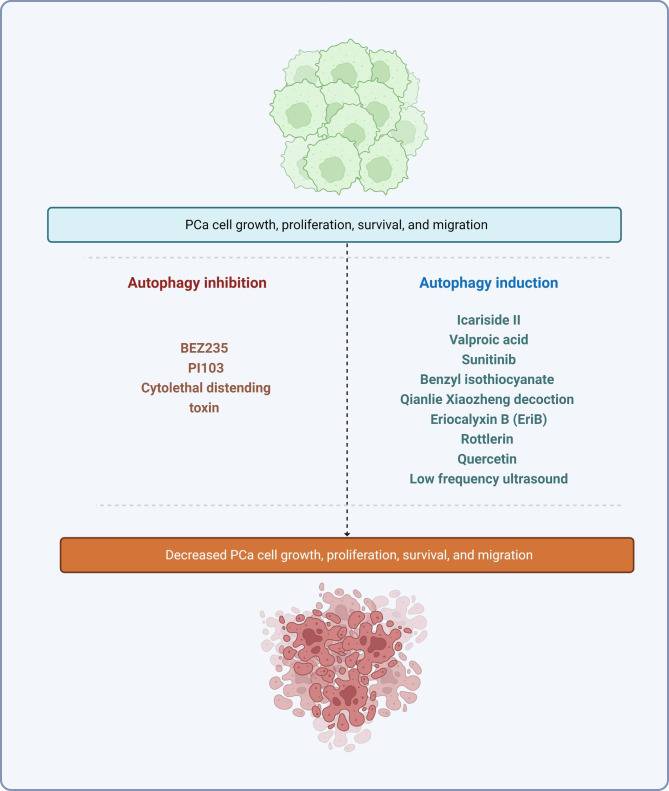 PCa cell growth, proliferation, survival, and migration
Autophagy inhibition
BEZ235
PI103
Cytolethal distending
toxin
Autophagy induction
Icariside II
Valproic acid
Sunitinib
Benzyl isothiocyanate
Qianlie Xiaozheng decoction
Eriocalyxin B (EriB)
Rottlerin
Quercetin
Low frequency ultrasound
Decreased PCa cell growth, proliferation, survival, and migration